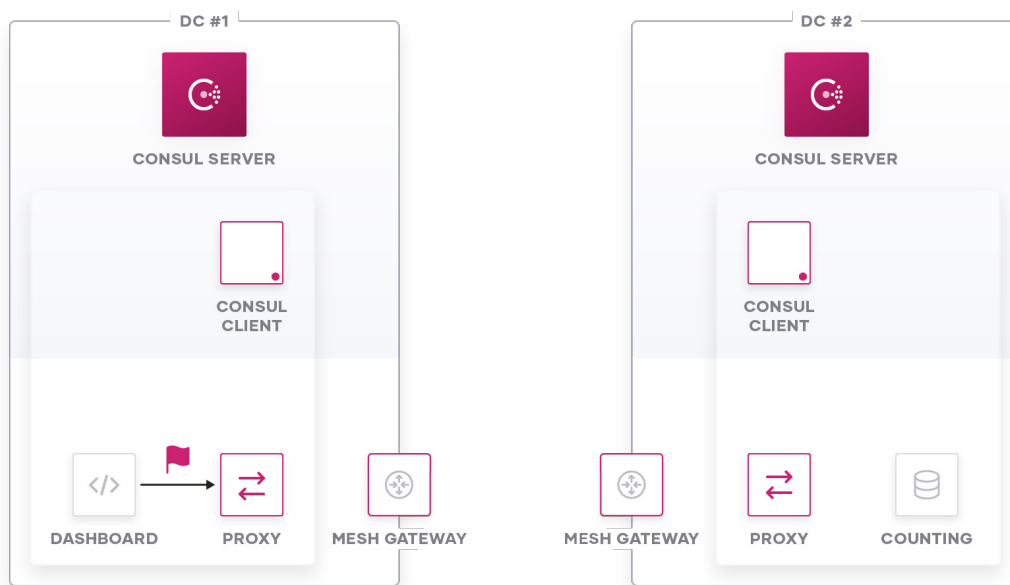 DC #1
DC #2
CONSUL SERVER
CONSUL SERVER
CONSUL
CLIENT
CONSUL
CLIENT
DASHBOARD
PROXY
MESH GATEWAY
MESH GATEWAY
PROXY
COUNTING